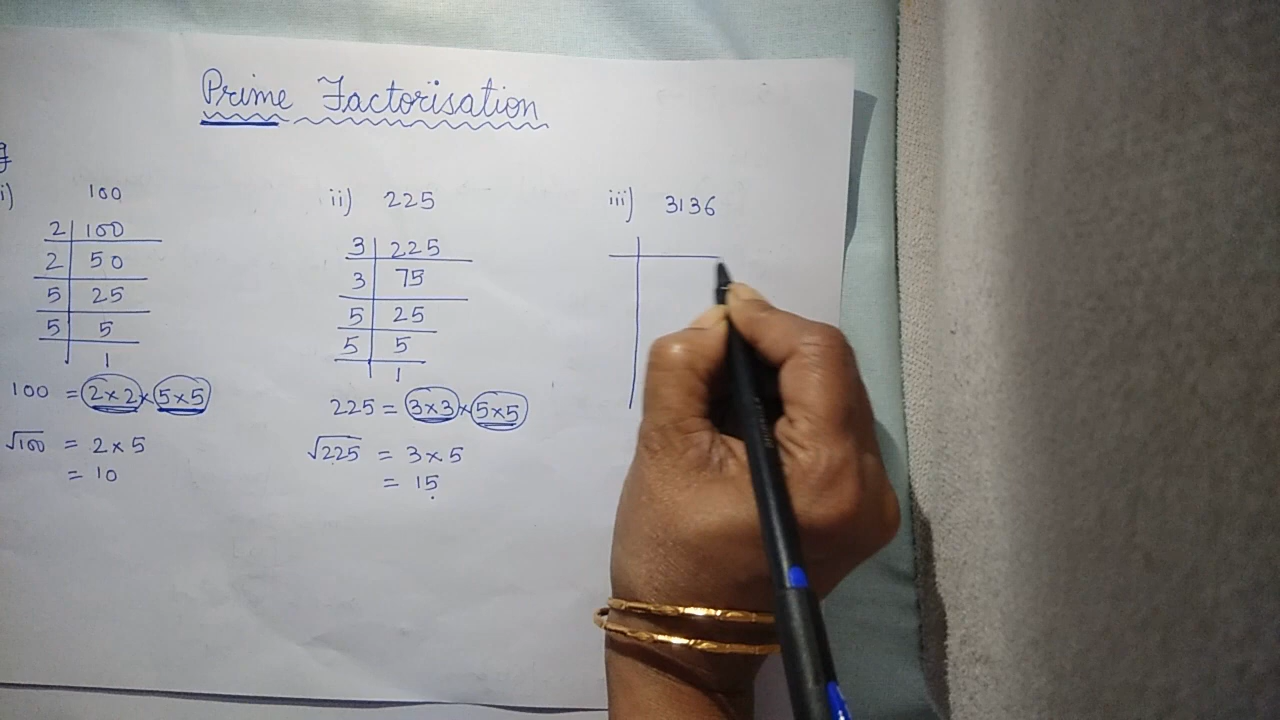 Prime Factorisation
g
i) 100
2 | 100
2 | 50
5 | 25
5 | 5
1
100 = 2 × 2 × 5 × 5
√100 = 2 × 5
= 10
ii) 225
3 | 225
3 | 75
5 | 25
5 | 5
1
225 = 3 × 3 × 5 × 5
√225 = 3 × 5
= 15
iii) 3136